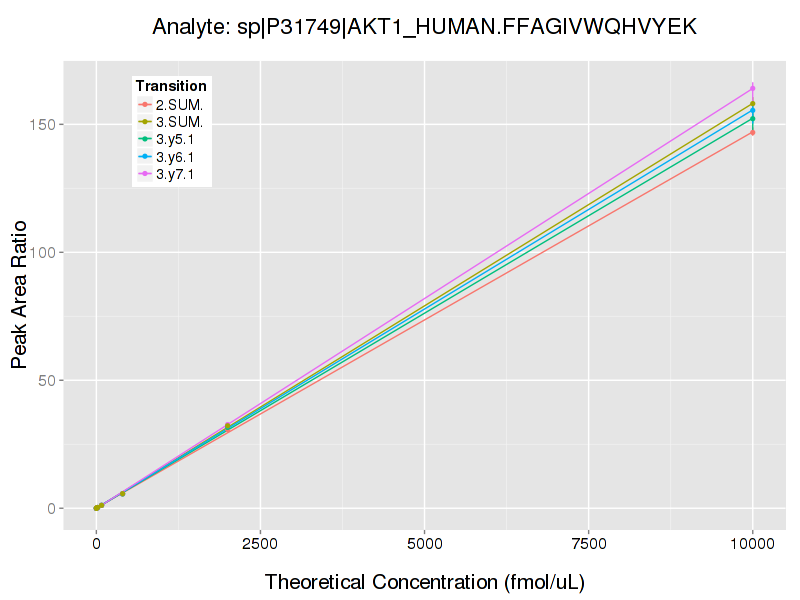 Analyte: sp|P31749|AKT1_HUMAN.FFAGIVWQHVYEK
Transition
2.SUM.
3.SUM.
3.y5.1
3.y6.1
3.y7.1
Peak Area Ratio
150
100
50
0
0 2500 5000 7500 10000
Theoretical Concentration (fmol/uL)